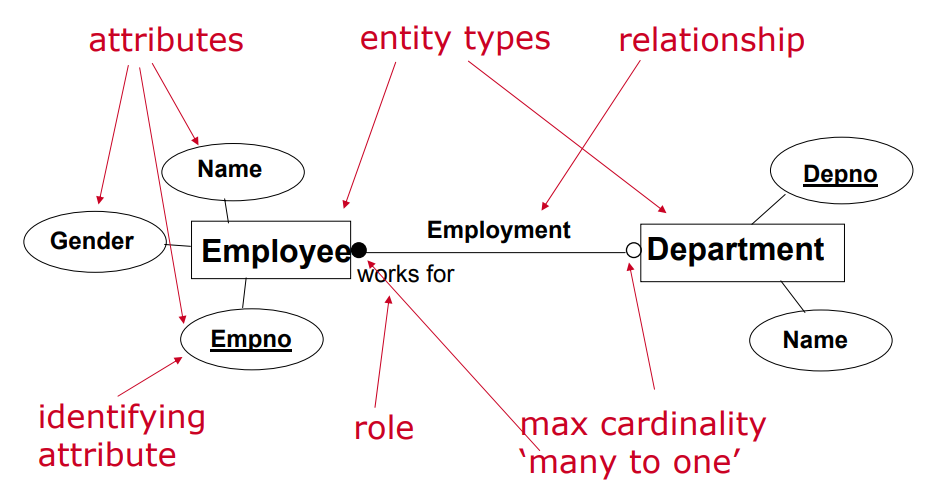 attributes
entity types
relationship
Name
Depno
Gender
Employee
Employment
Department
works for
Empno
Name
identifying
attribute
role
max cardinality
‘many to one’